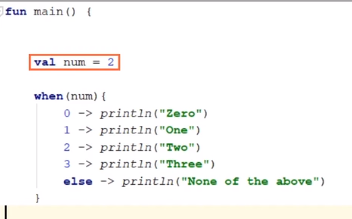 fun main() {
val num = 2
when(num){
0 -> println("Zero")
1 -> println("One")
2 -> println("Two")
3 -> println("Three")
else -> println("None of the above")
}